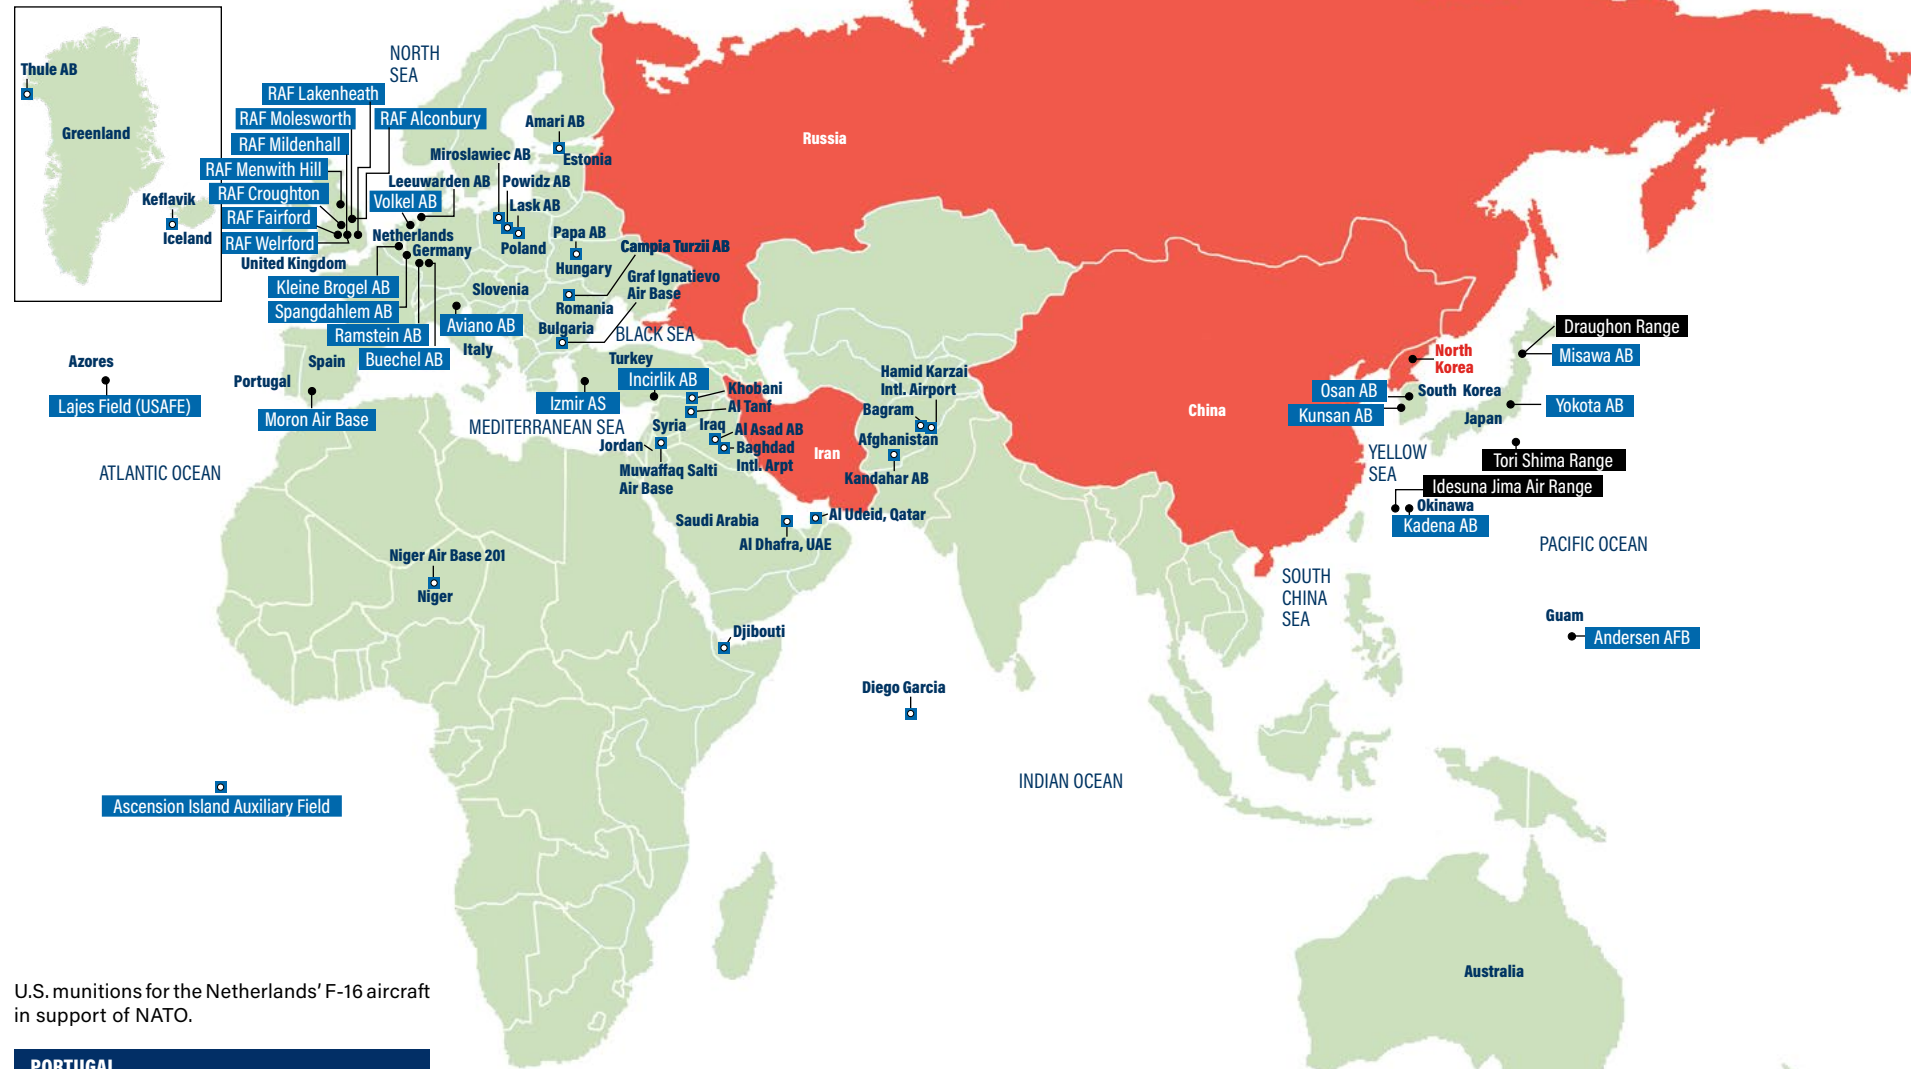 Thule AB
Greenland
Keflavik
Iceland
NORTH
SEA
RAF Lakenheath
RAF Molesworth
RAF Alconbury
RAF Mildenhall
RAF Menwith Hill
RAF Croughton
RAF Fairford
RAF Welrford
United Kingdom
Amari AB
Estonia
Miroslawiec AB
Leeuwarden AB
Powidz AB
Volkel AB
Lask AB
Netherlands
Germany
Poland
Papa AB
Hungary
Campia Turzii AB
Graf Ignatievo
Air Base
Kleine Brogel AB
Slovenia
Spangdahlem AB
Romania
Ramstein AB
Aviano AB
Bulgaria
BLACK SEA
Buechel AB
Italy
Spain
Portugal
Moron Air Base
Azores
Lajes Field (USAFE)
Turkey
Incirlik AB
Izmir AS
MEDITERRANEAN SEA
Khobani
Al Tanf
Syria
Iraq
Al Asad AB
Jordan
Baghdad
Intl. Arpt
Muwaffaq Salti
Air Base
Iran
Hamid Karzai
Intl. Airport
Bagram
Afghanistan
Kandahar AB
Saudi Arabia
Al Udeid, Qatar
Al Dhafra, UAE
ATLANTIC OCEAN
Niger Air Base 201
Niger
Djibouti
Diego Garcia
INDIAN OCEAN
Ascension Island Auxiliary Field
Russia
China
North
Korea
Draughon Range
Misawa AB
Osan AB
South Korea
Kunsan AB
Japan
Yokota AB
YELLOW
SEA
Tori Shima Range
Idesuna Jima Air Range
Okinawa
Kadena AB
PACIFIC OCEAN
SOUTH
CHINA
SEA
Guam
Andersen AFB
Australia
U.S. munitions for the Netherlands’ F-16 aircraft
in support of NATO.
PORTUGAL